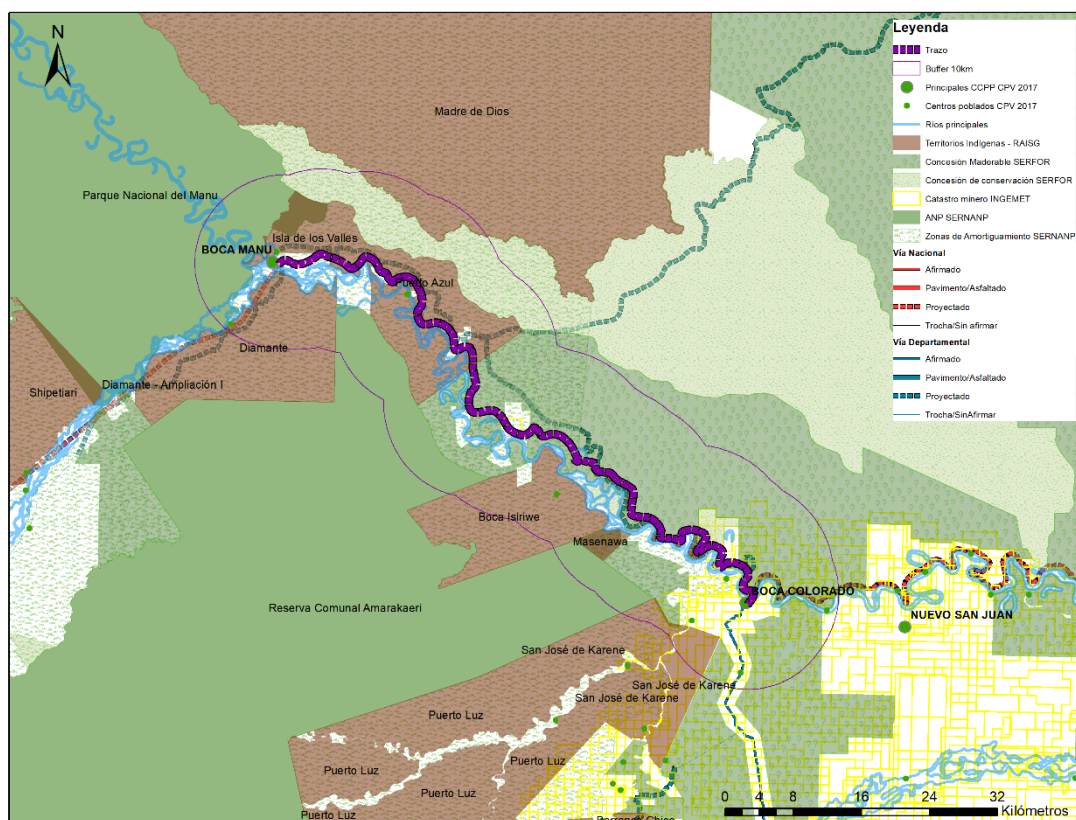 N
Madre de Dios
Parque Nacional del Manu
Isla de los Valles
BOCA MANU
Puerto Azul
Diamante
Diamante - Ampliación I
Shipetiari
Boca Isiriwe
Masenawa
BOCA COLORADO
Reserva Comunal Amarakaeri
NUEVO SAN JUAN
San José de Karene
San José de Karene
San José de Karene
Puerto Luz
Puerto Luz
Puerto Luz
Puerto Luz
Puerto Luz
Leyenda
Trazo
Buffer 10km
Principales CCPP CPV 2017
Centros poblados CPV 2017
Ríos principales
Territorios Indígenas - RAISG
Concesión Maderable SERFOR
Concesión de conservación SERFOR
Catastro minero INGEMET
ANP SERNANP
Zonas de Amortiguamiento SERNANP
Vía Nacional
Afirmado
Pavimento/Asfaltado
Proyectado
Trocha/Sin afirmar
Vía Departamental
Afirmado
Pavimento/Asfaltado
Proyectado
Trocha/SinAfirmar
0 4 8 16 24 32
Kilómetros